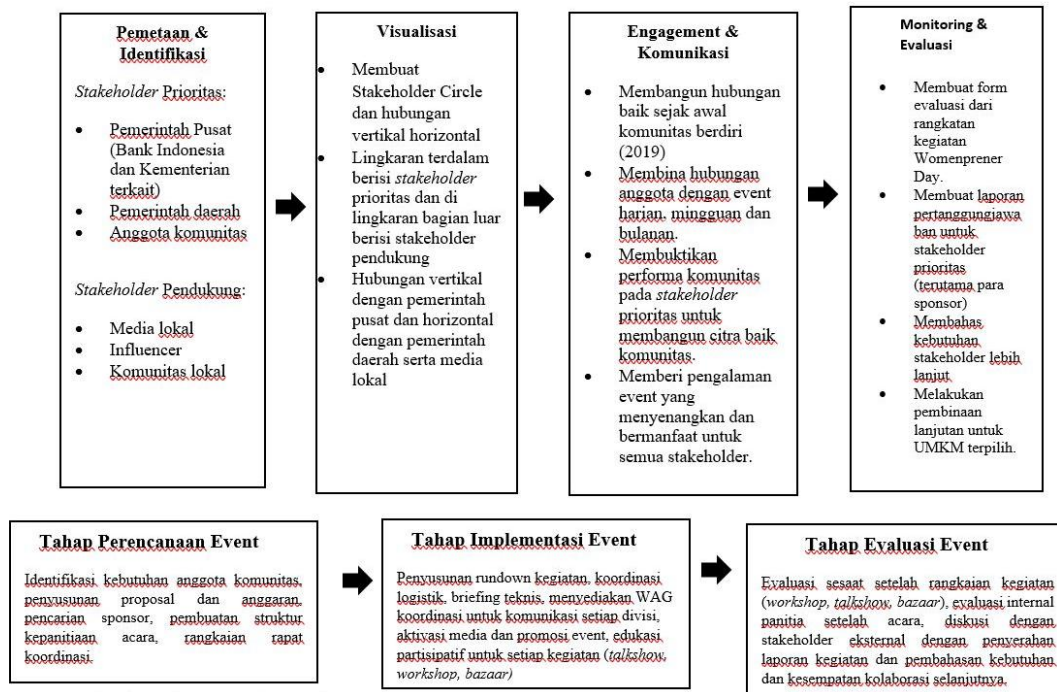 Pemetaan &
Identifikasi
Stakeholder Prioritas:
• Pemerintah Pusat
(Bank Indonesia
dan Kementerian
terkait)
• Pemerintah daerah
• Anggota komunitas
Stakeholder Pendukung:
• Media lokal
• Influencer
• Komunitas lokal
Visualisasi
• Membuat
Stakeholder Circle
dan hubungan
vertikal horizontal
• Lingkaran terdalam
berisi stakeholder
prioritas dan di
lingkaran bagian luar
berisi stakeholder
pendukung
• Hubungan vertikal
dengan pemerintah
pusat dan horizontal
dengan pemerintah
daerah serta media
lokal
Engagement &
Komunikasi
• Membangun hubungan
baik sejak awal
komunitas berdiri
(2019)
• Membina hubungan
anggota dengan event
harian, mingguan dan
bulanan.
• Membuktikan
performa komunitas
pada stakeholder
prioritas untuk
membangun citra baik
komunitas.
• Memberi pengalaman
event yang
menyenangkan dan
bermanfaat untuk
semua stakeholder.
Monitoring &
Evaluasi
• Membuat form
evaluasi dari
rangkatan
kegiatan
Womenprener
Day.
• Membuat laporan
pertanggungjawa
ban untuk
stakeholder
prioritas
(terutama para
sponsor)
• Membahas
kebutuhan
stakeholder lebih
lanjut
• Melakukan
pembinaan
lanjutan untuk
UMKM terpilih.
Tahap Perencanaan Event
Identifikasi kebutuhan anggota komunitas,
penyusunan proposal dan anggaran,
pencarian sponsor, pembuatan struktur
kepanitiaan acara, rangkaian rapat
koordinasi.
Tahap Implementasi Event
Penyusunan rundown kegiatan, koordinasi
logistik, briefing teknis, menyediakan WAG
koordinasi untuk komunikasi setiap divisi,
aktivasi media dan promosi event, edukasi
partisipatif untuk setiap kegiatan (talkshow,
workshop, bazaar)
Tahap Evaluasi Event
Evaluasi sesaat setelah rangkaian kegiatan
(workshop, talkshow, bazaar), evaluasi internal
panitia setelah acara, diskusi dengan
stakeholder eksternal dengan penyerahan
laporan kegiatan dan pembahasan kebutuhan
dan kesempatan kolaborasi selanjutnya.